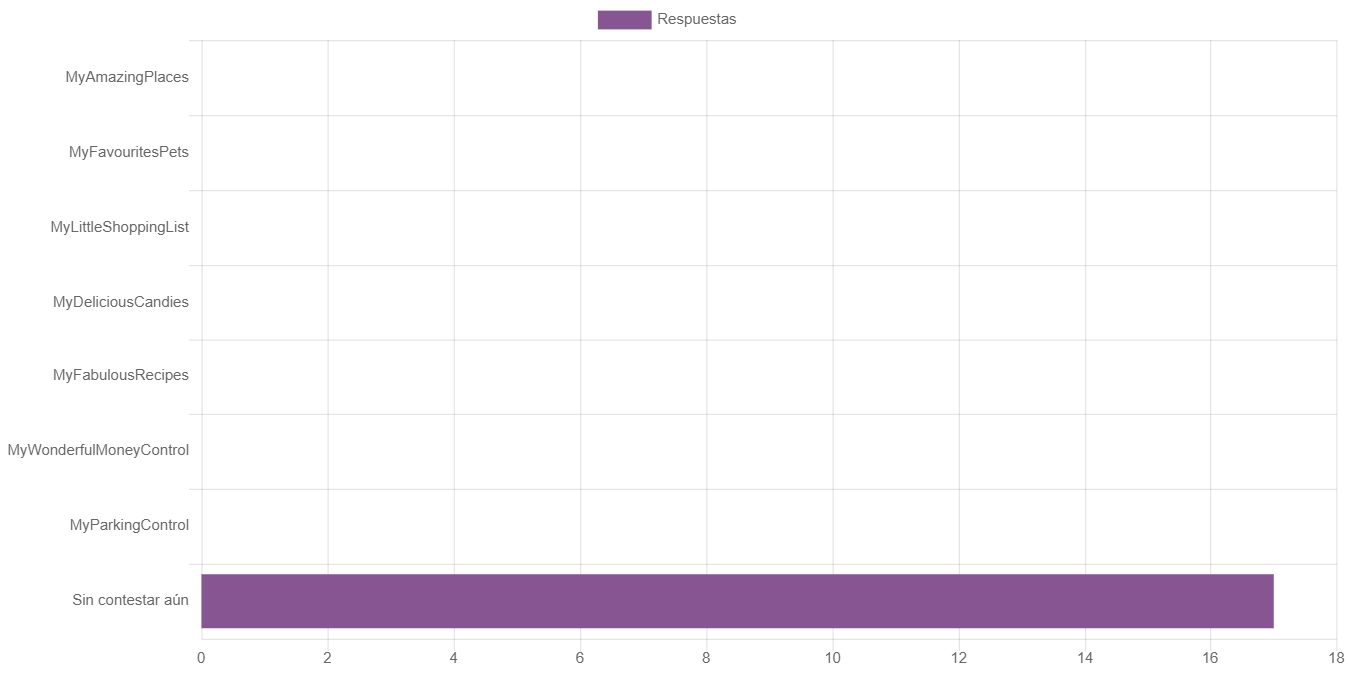 Respuestas
MyAmazingPlaces
MyFavouritesPets
MyLittleShoppingList
MyDeliciousCandies
MyFabulousRecipes
MyWonderfulMoneyControl
MyParkingControl
Sin contestar aún
0 2 4 6 8 10 12 14 16 18